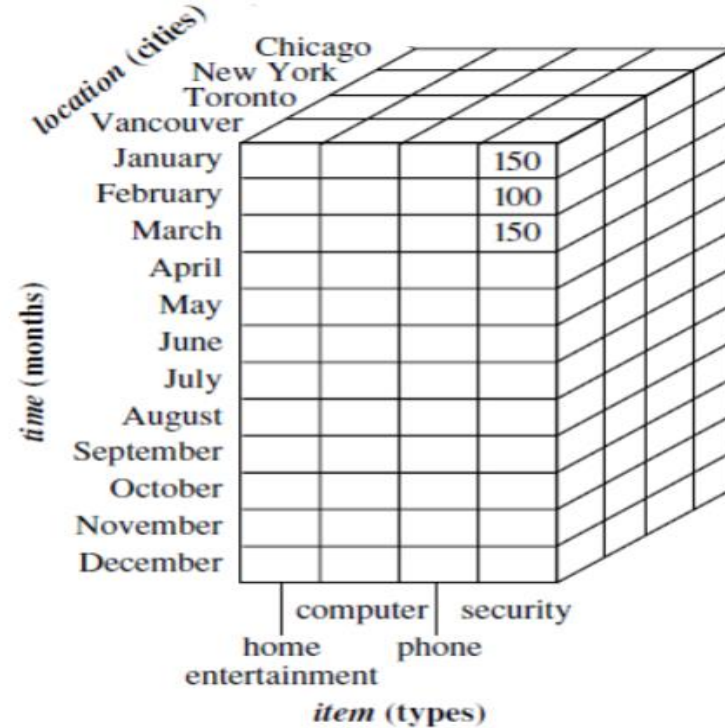 location (cities)
Chicago
New York
Toronto
Vancouver
January 150
February 100
March 150
April
May
June
July
August
September
October
November
December
time (months)
computer security
home phone
entertainment
item (types)